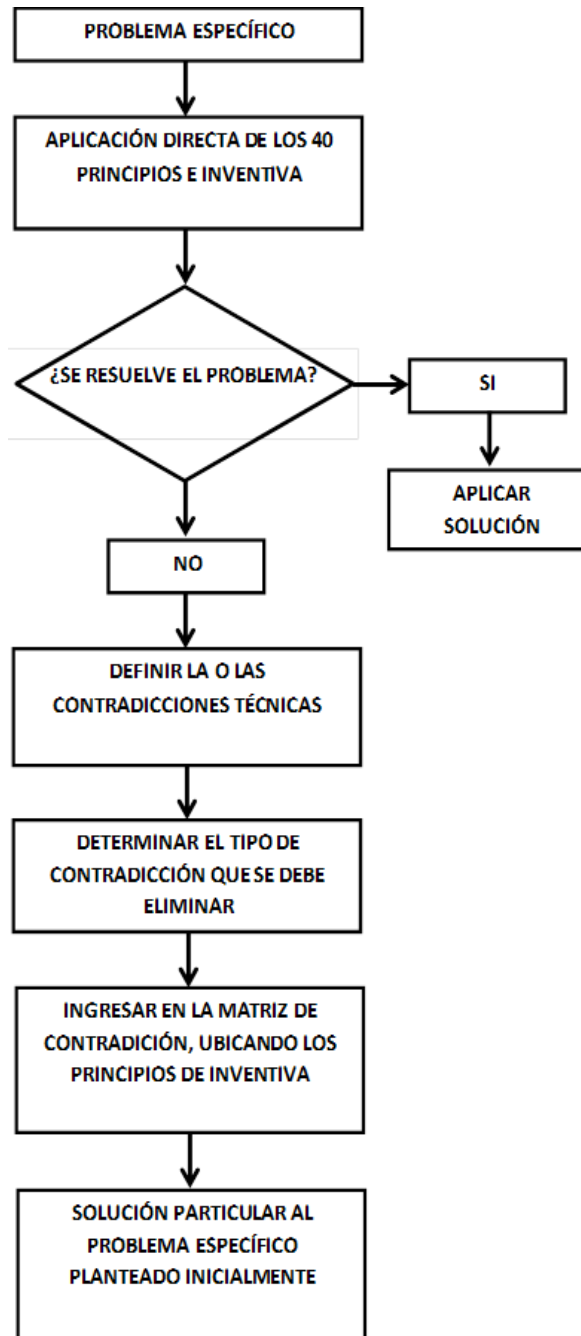 PROBLEMA ESPECÍFICO
APLICACIÓN DIRECTA DE LOS 40
PRINCIPIOS E INVENTIVA
¿SE RESUELVE EL PROBLEMA?
SI
APLICAR
SOLUCIÓN
NO
DEFINIR LA O LAS
CONTRADICCIONES TÉCNICAS
DETERMINAR EL TIPO DE
CONTRADICCIÓN QUE SE DEBE
ELIMINAR
INGRESAR EN LA MATRIZ DE
CONTRADICIÓN, UBICANDO LOS
PRINCIPIOS DE INVENTIVA
SOLUCIÓN PARTICULAR AL
PROBLEMA ESPECÍFICO
PLANTEADO INICIALMENTE